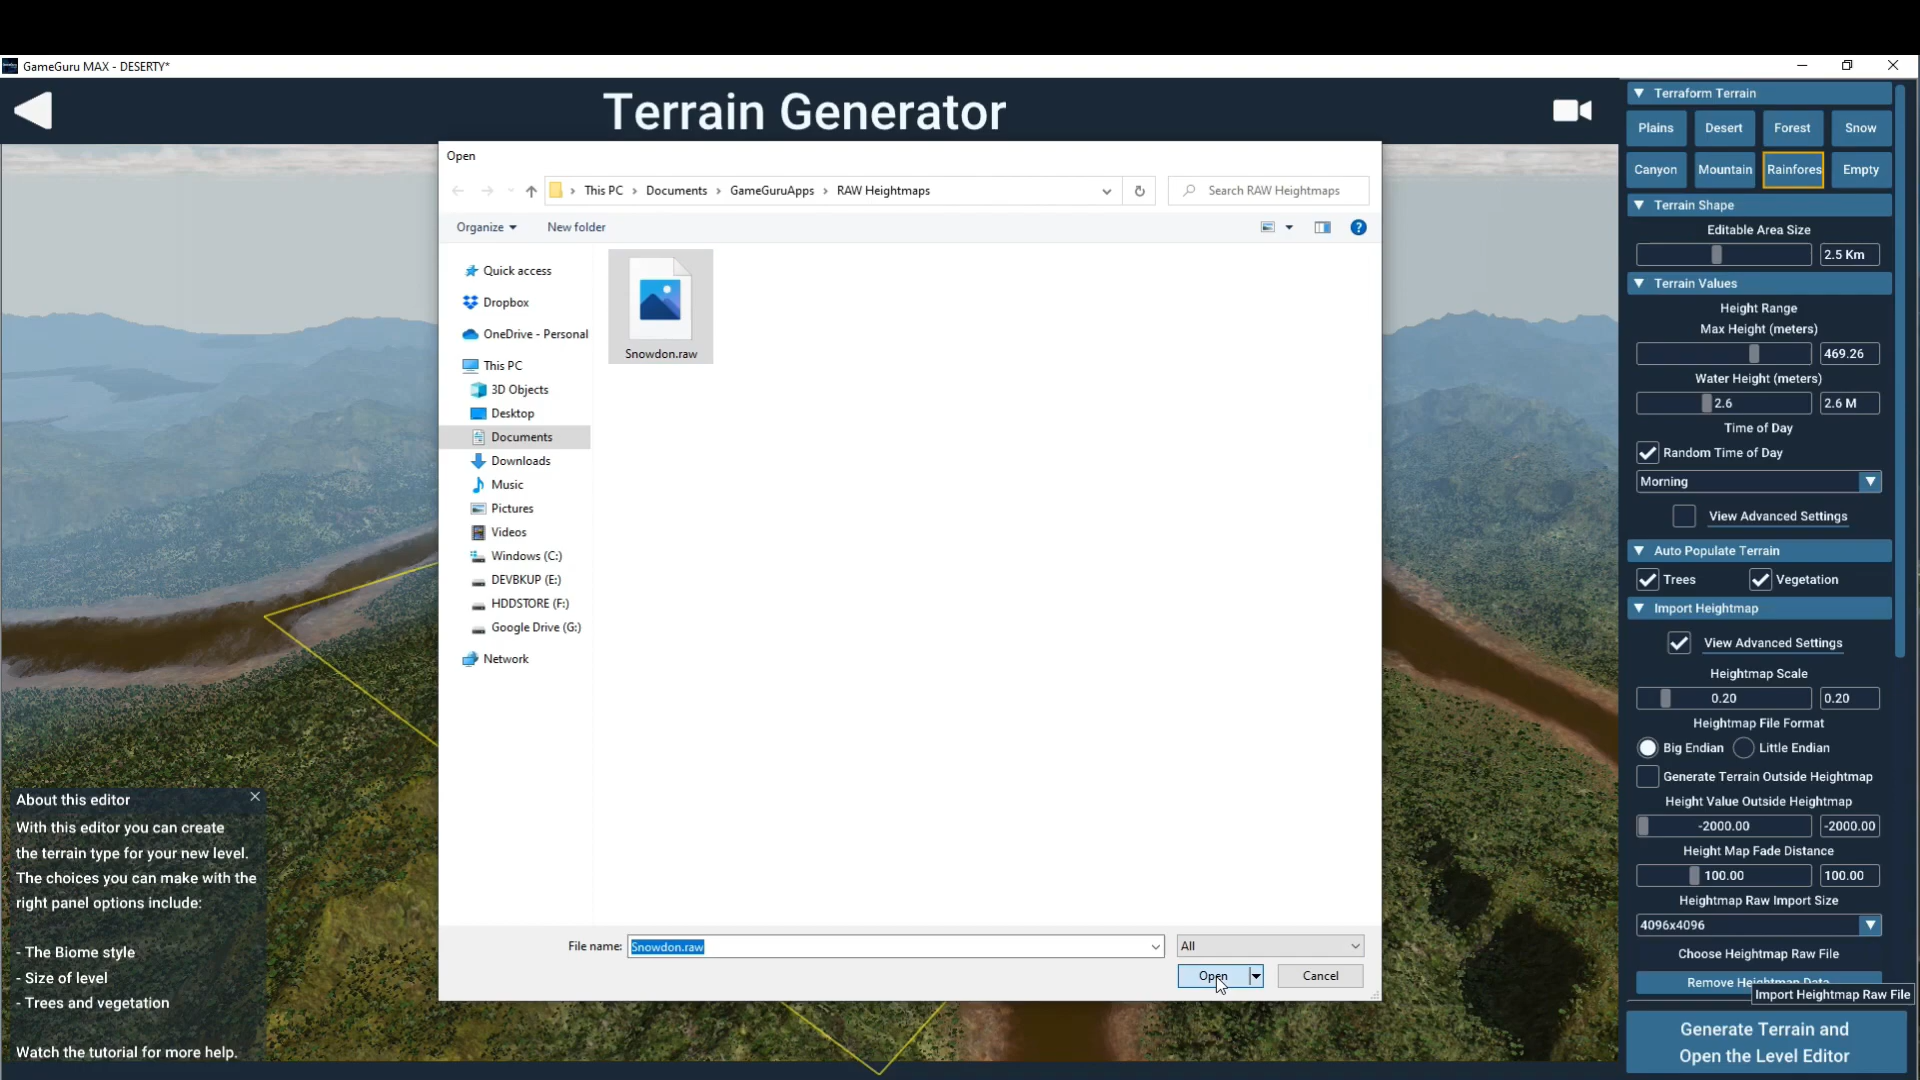 GameGuru MAX - DESERTY*
Terrain Generator
Open
This PC > Documents > GameGuruApps > RAW Heightmaps
Search RAW Heightmaps
Organize
New folder
Quick access
Dropbox
OneDrive - Personal
This PC
3D Objects
Desktop
Documents
Downloads
Music
Pictures
Videos
Windows (C:)
DEVBKUP (E:)
HDDSTORE (F:)
Google Drive (G:)
Network
Snowdon.raw
File name: Snowdon.raw
All
Open
Cancel
About this editor
With this editor you can create
the terrain type for your new level.
The choices you can make with the
right panel options include:
- The Biome style
- Size of level
- Trees and vegetation
Watch the tutorial for more help.
Terraform Terrain
Plains Desert Forest Snow
Canyon Mountain Rainfores Empty
Terrain Shape
Editable Area Size
2.5 Km
Terrain Values
Height Range
Max Height (meters)
469.26
Water Height (meters)
2.6 2.6 M
Time of Day
Random Time of Day
Morning
View Advanced Settings
Auto Populate Terrain
Trees Vegetation
Import Heightmap
View Advanced Settings
Heightmap Scale
0.20 0.20
Heightmap File Format
Big Endian Little Endian
Generate Terrain Outside Heightmap
Height Value Outside Heightmap
-2000.00 -2000.00
Height Map Fade Distance
100.00 100.00
Heightmap Raw Import Size
4096x4096
Choose Heightmap Raw File
Remove Heightmap Data
Import Heightmap Raw File
Generate Terrain and
Open the Level Editor